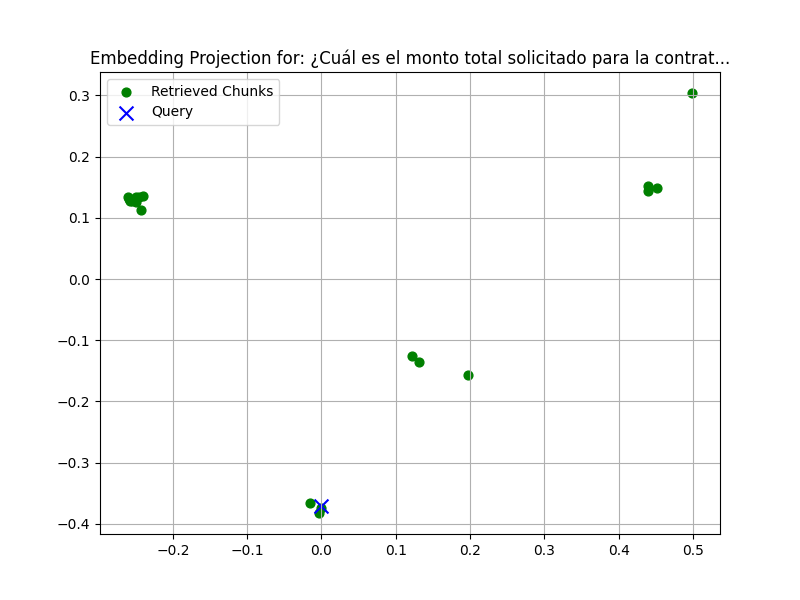 Embedding Projection for: ¿Cuál es el monto total solicitado para la contrat...
Retrieved Chunks
Query
0.3
0.2
0.1
0.0
−0.1
−0.2
−0.3
−0.4
−0.2 −0.1 0.0 0.1 0.2 0.3 0.4 0.5